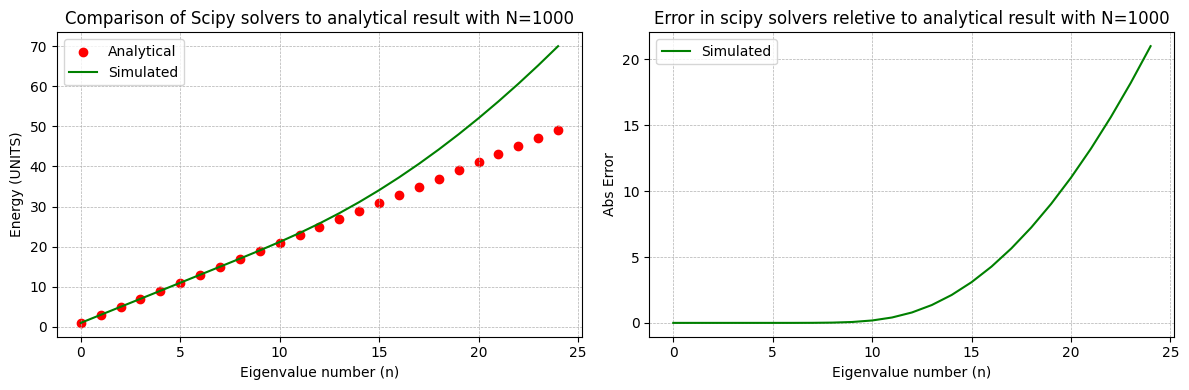 Comparison of Scipy solvers to analytical result with N=1000
Analytical
Simulated
70
60
50
40
30
20
10
0
Energy (UNITS)
0
5
10
15
20
25
Eigenvalue number (n)
Error in scipy solvers reletive to analytical result with N=1000
Simulated
20
15
10
5
0
Abs Error
0
5
10
15
20
25
Eigenvalue number (n)